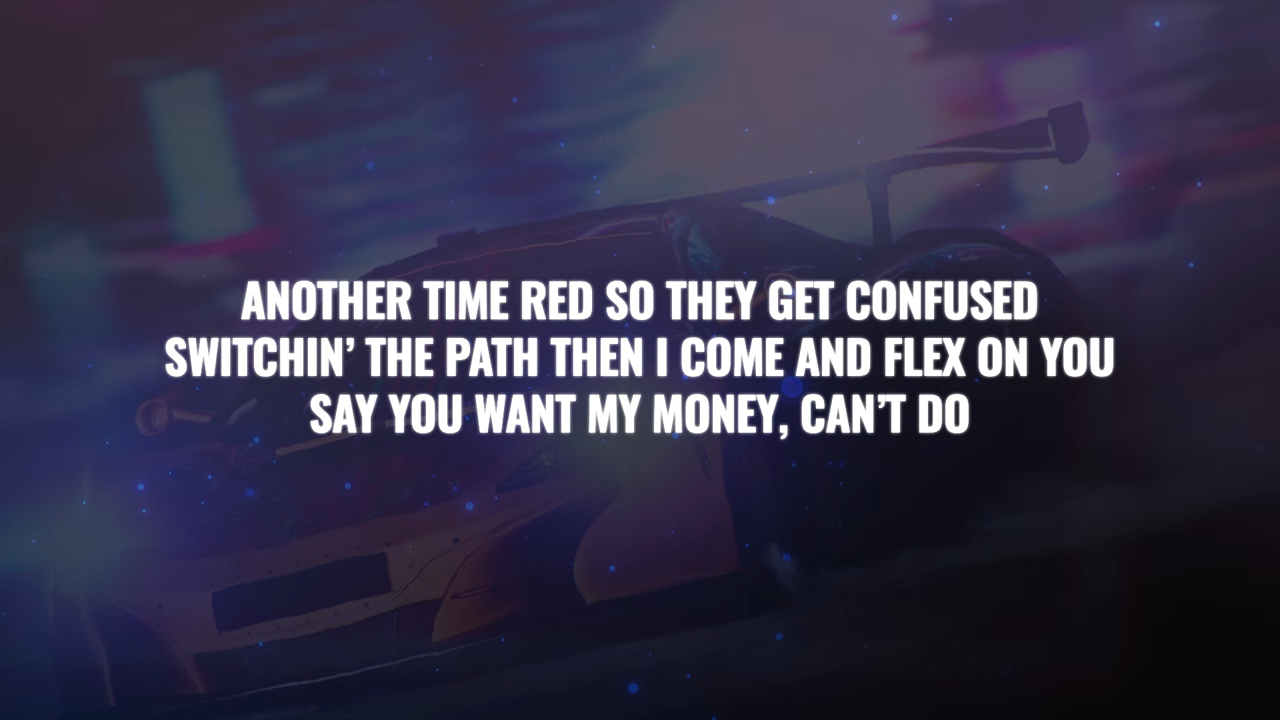 ANOTHER TIME RED SO THEY GET CONFUSED
SWITCHIN’ THE PATH THEN I COME AND FLEX ON YOU
SAY YOU WANT MY MONEY, CAN’T DO